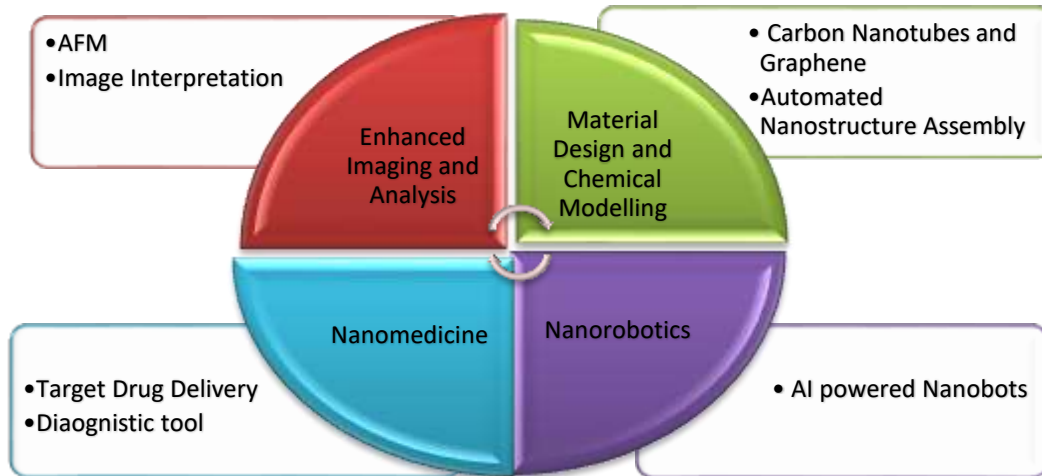 •AFM
•Image Interpretation
• Carbon Nanotubes and
Graphene
•Automated
Nanostructure Assembly
Enhanced
Imaging and
Analysis
Material
Design and
Chemical
Modelling
Nanomedicine
Nanorobotics
•Target Drug Delivery
•Diaognistic tool
• AI powered Nanobots